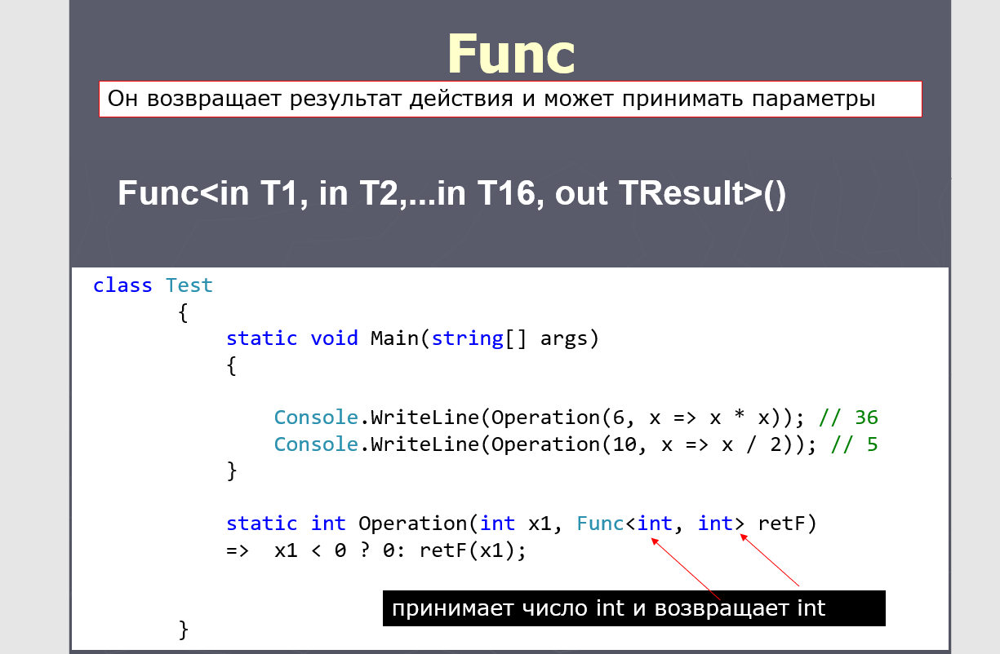 Func
Он возвращает результат действия и может принимать параметры
Func<in T1, in T2,...in T16, out TResult>()
class Test
{
static void Main(string[] args)
{
Console.WriteLine(Operation(6, x => x * x)); // 36
Console.WriteLine(Operation(10, x => x / 2)); // 5
}
static int Operation(int x1, Func<int, int> retF)
=> x1 < 0 ? 0: retF(x1);
принимает число int и возвращает int
}